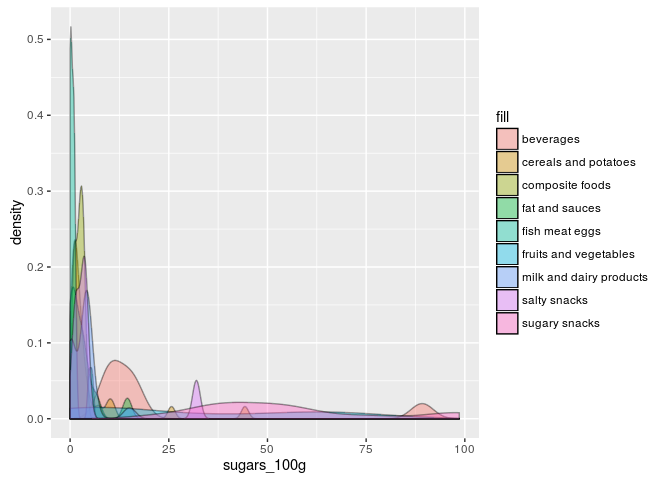 0.5
0.4
0.3
0.2
0.1
0.0
density
0
25
50
75
100
sugars_100g
fill
beverages
cereals and potatoes
composite foods
fat and sauces
fish meat eggs
fruits and vegetables
milk and dairy products
salty snacks
sugary snacks